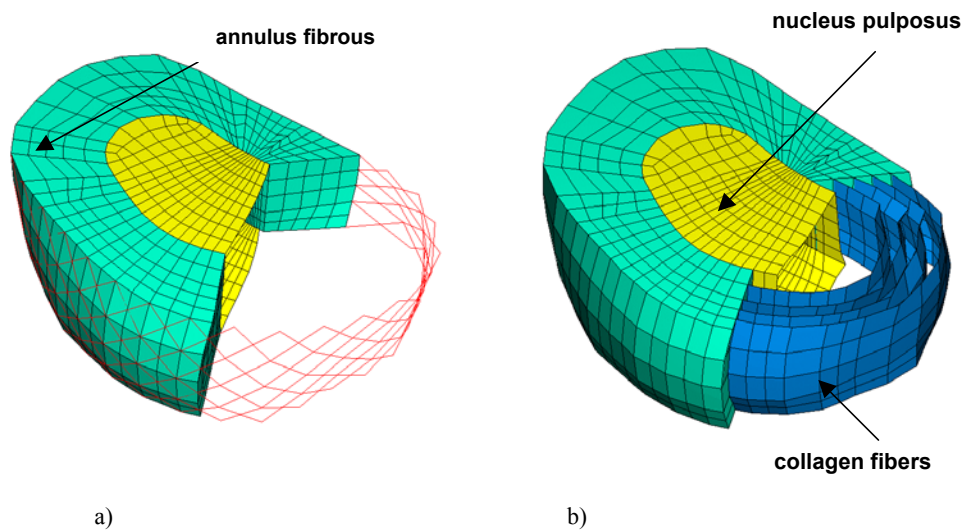 annulus fibrous
nucleus pulposus
collagen fibers
a)
b)